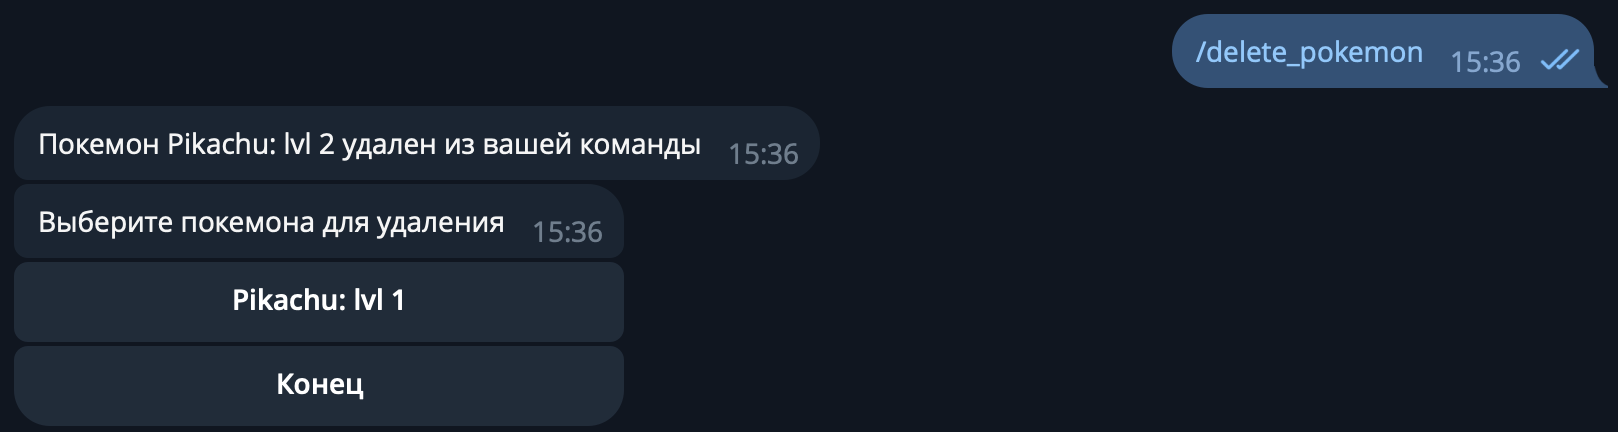 /delete_pokemon 15:36
Покемон Pikachu: lvl 2 удален из вашей команды 15:36
Выберите покемона для удаления 15:36
Pikachu: lvl 1
Конец